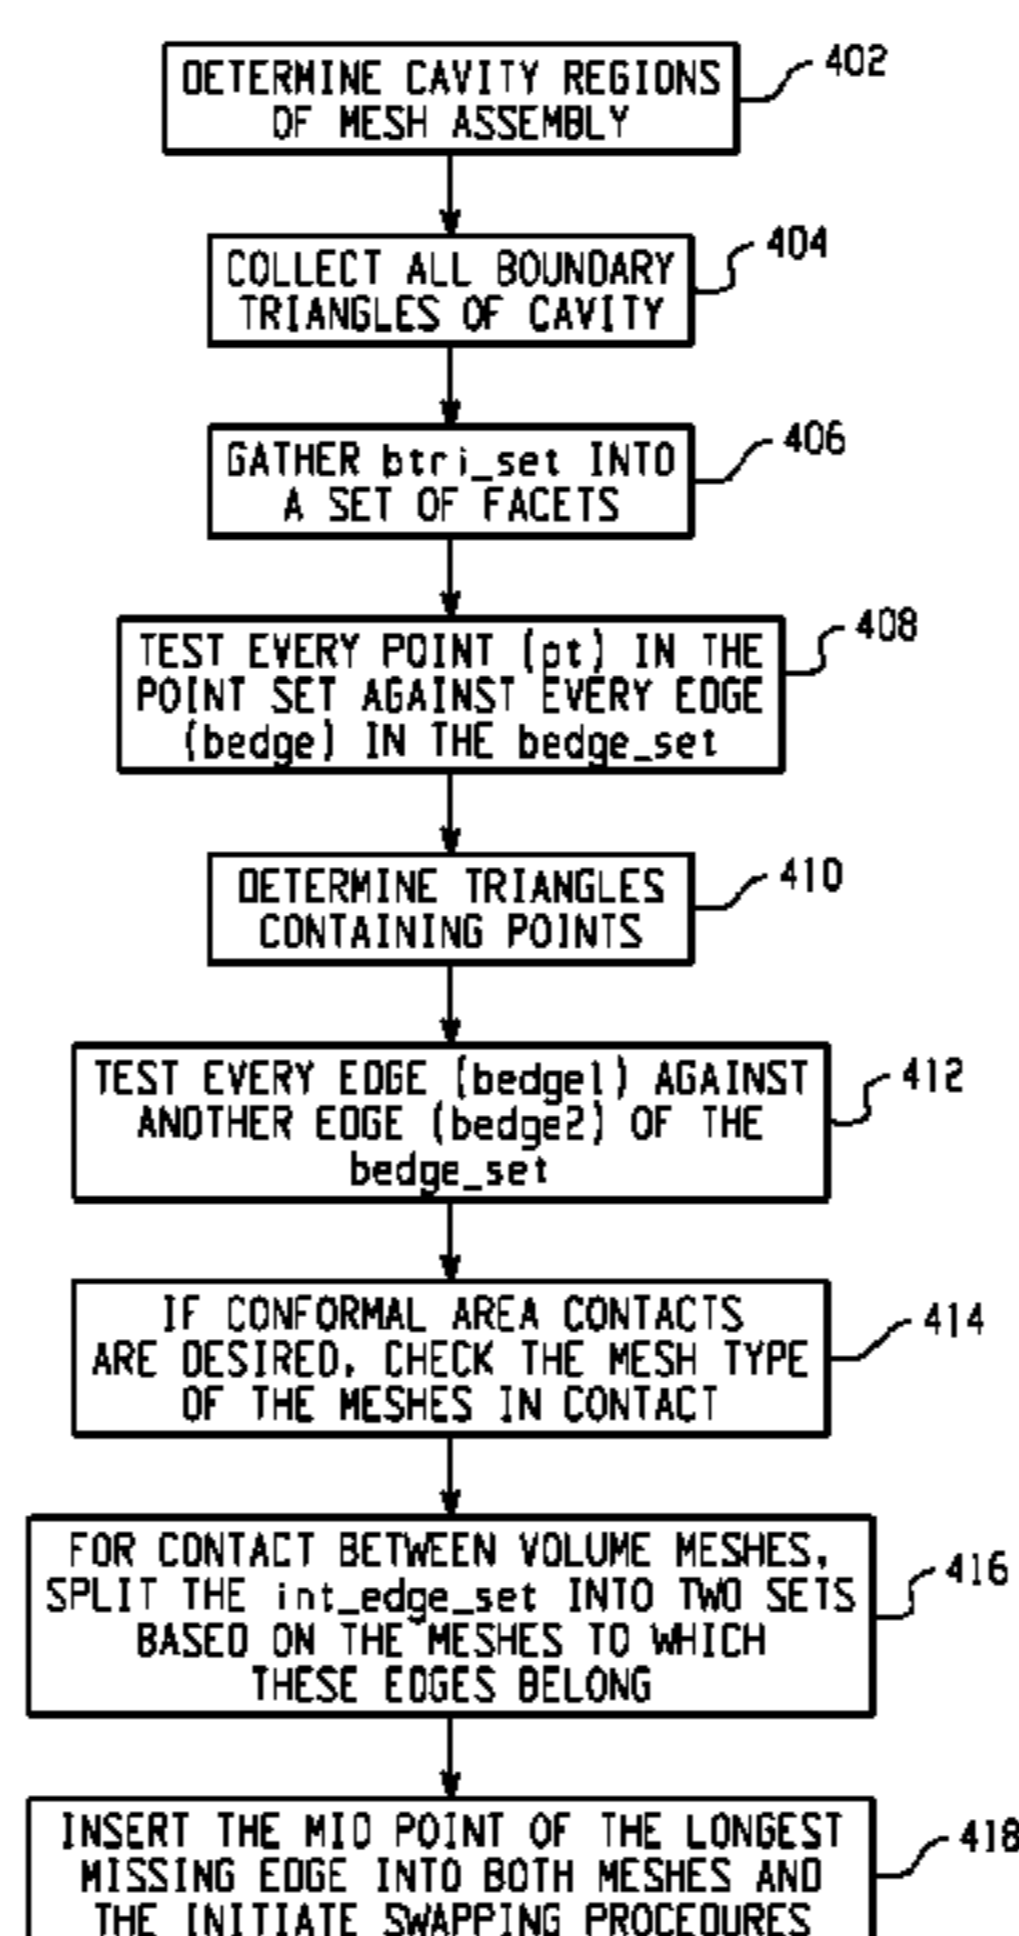 DETERMINE CAVITY REGIONS
OF MESH ASSEMBLY
402
COLLECT ALL BOUNDARY
TRIANGLES OF CAVITY
404
GATHER btri_set INTO
A SET OF FACETS
406
TEST EVERY POINT (pt) IN THE
POINT SET AGAINST EVERY EDGE
(bedge) IN THE bedge_set
408
DETERMINE TRIANGLES
CONTAINING POINTS
410
TEST EVERY EDGE (bedge1) AGAINST
ANOTHER EDGE (bedge2) OF THE
bedge_set
412
IF CONFORMAL AREA CONTACTS
ARE DESIRED, CHECK THE MESH TYPE
OF THE MESHES IN CONTACT
414
FOR CONTACT BETWEEN VOLUME MESHES,
SPLIT THE int_edge_set INTO TWO SETS
BASED ON THE MESHES TO WHICH
THESE EDGES BELONG
416
INSERT THE MID POINT OF THE LONGEST
MISSING EDGE INTO BOTH MESHES AND
THE INITIATE SWAPPING PROCEDURES
418